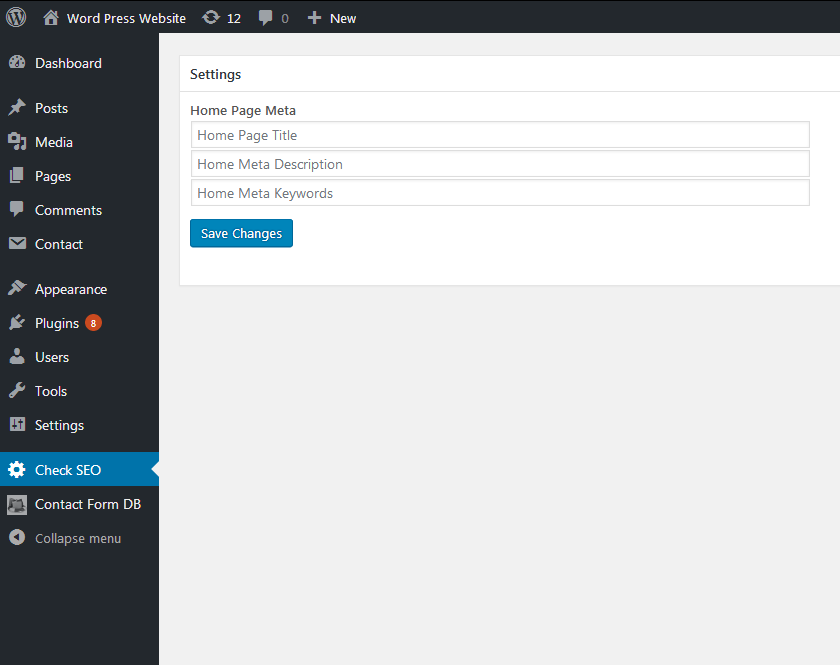 Word Press Website 12 0 New
Dashboard
Posts
Media
Pages
Comments
Contact
Appearance
Plugins 8
Users
Tools
Settings
Check SEO
Contact Form DB
Collapse menu
Settings
Home Page Meta
Home Page Title
Home Meta Description
Home Meta Keywords
Save Changes